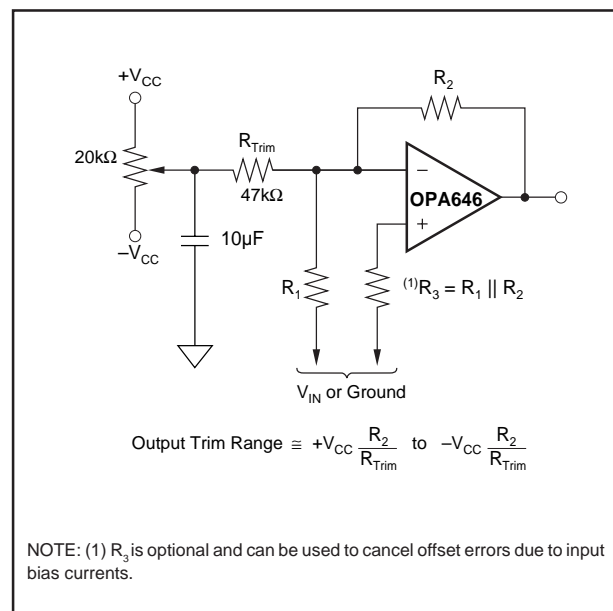 +V_CC
R_2
20kΩ
R_Trim
47kΩ
–
OPA646
+
–V_CC
10µF
R_1
(1)R_3 = R_1 || R_2
V_IN or Ground
Output Trim Range ≅ +V_CC R_2/R_Trim to –V_CC R_2/R_Trim
NOTE: (1) R_3 is optional and can be used to cancel offset errors due to input
bias currents.